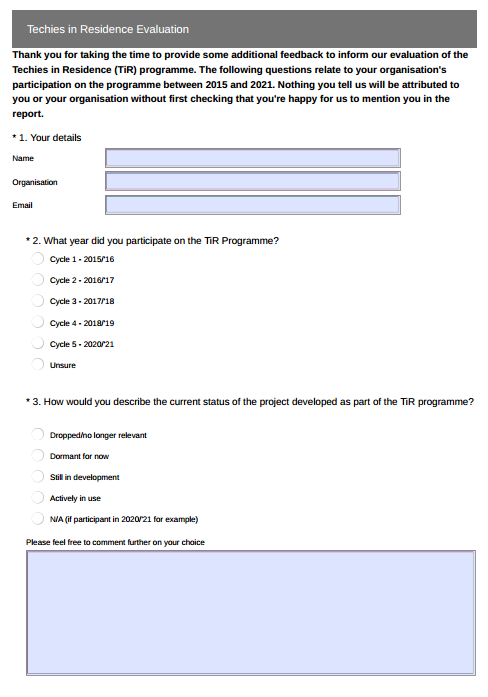 Techies in Residence Evaluation
Thank you for taking the time to provide some additional feedback to inform our evaluation of the
Techies in Residence (TiR) programme. The following questions relate to your organisation's
participation on the programme between 2015 and 2021. Nothing you tell us will be attributed to
you or your organisation without first checking that you're happy for us to mention you in the
report.
* 1. Your details
Name
Organisation
Email
* 2. What year did you participate on the TiR Programme?
Cycle 1 - 2015/'16
Cycle 2 - 2016/'17
Cycle 3 - 2017/'18
Cycle 4 - 2018/'19
Cycle 5 - 2020/'21
Unsure
* 3. How would you describe the current status of the project developed as part of the TiR programme?
Dropped/no longer relevant
Dormant for now
Still in development
Actively in use
N/A (if participant in 2020/'21 for example)
Please feel free to comment further on your choice